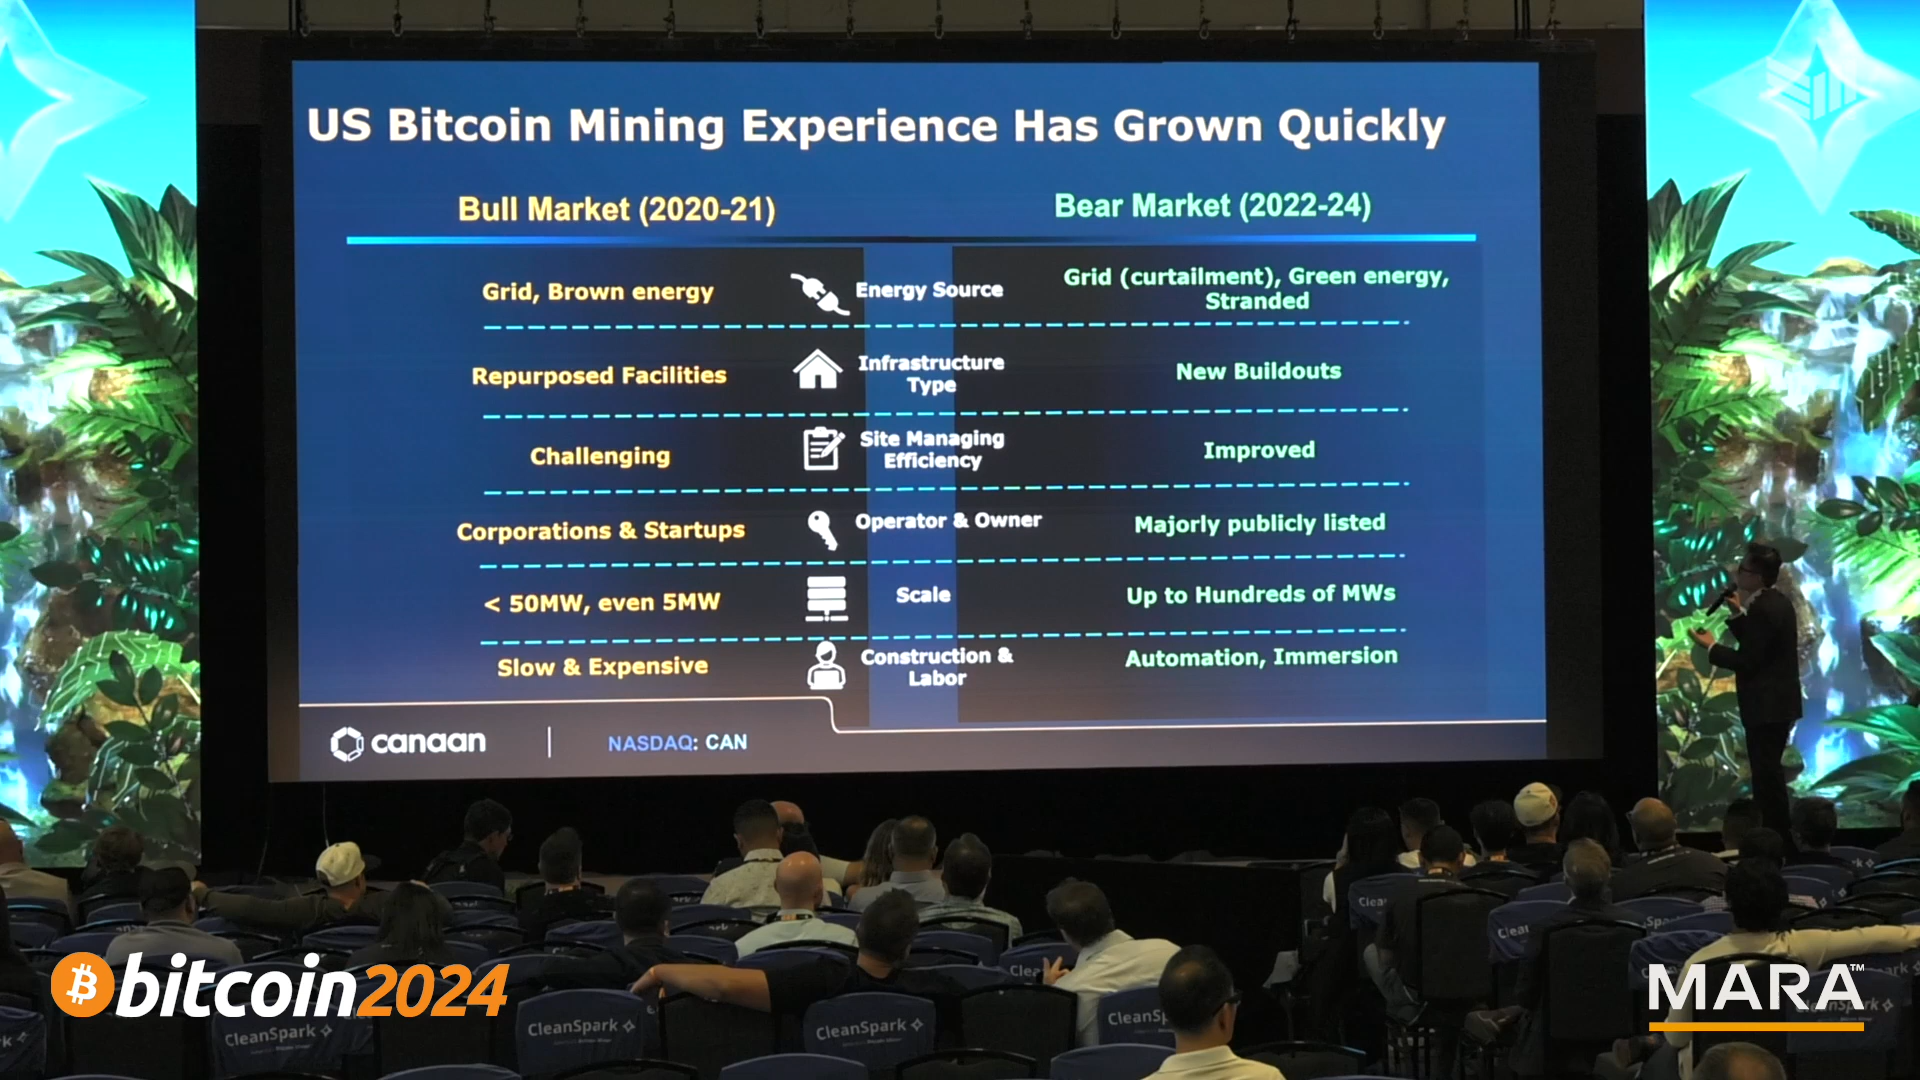 US Bitcoin Mining Experience Has Grown Quickly
Bull Market (2020-21)
Bear Market (2022-24)
Grid, Brown energy
Energy Source
Grid (curtailment), Green energy,
Stranded
Repurposed Facilities
Infrastructure
Type
New Buildouts
Challenging
Site Managing
Efficiency
Improved
Corporations & Startups
Operator & Owner
Majorly publicly listed
< 50MW, even 5MW
Scale
Up to Hundreds of MWs
Slow & Expensive
Construction &
Labor
Automation, Immersion
canaan
NASDAQ: CAN
bitcoin2024
MARA™
CleanSpark
CleanSpark
CleanSpark